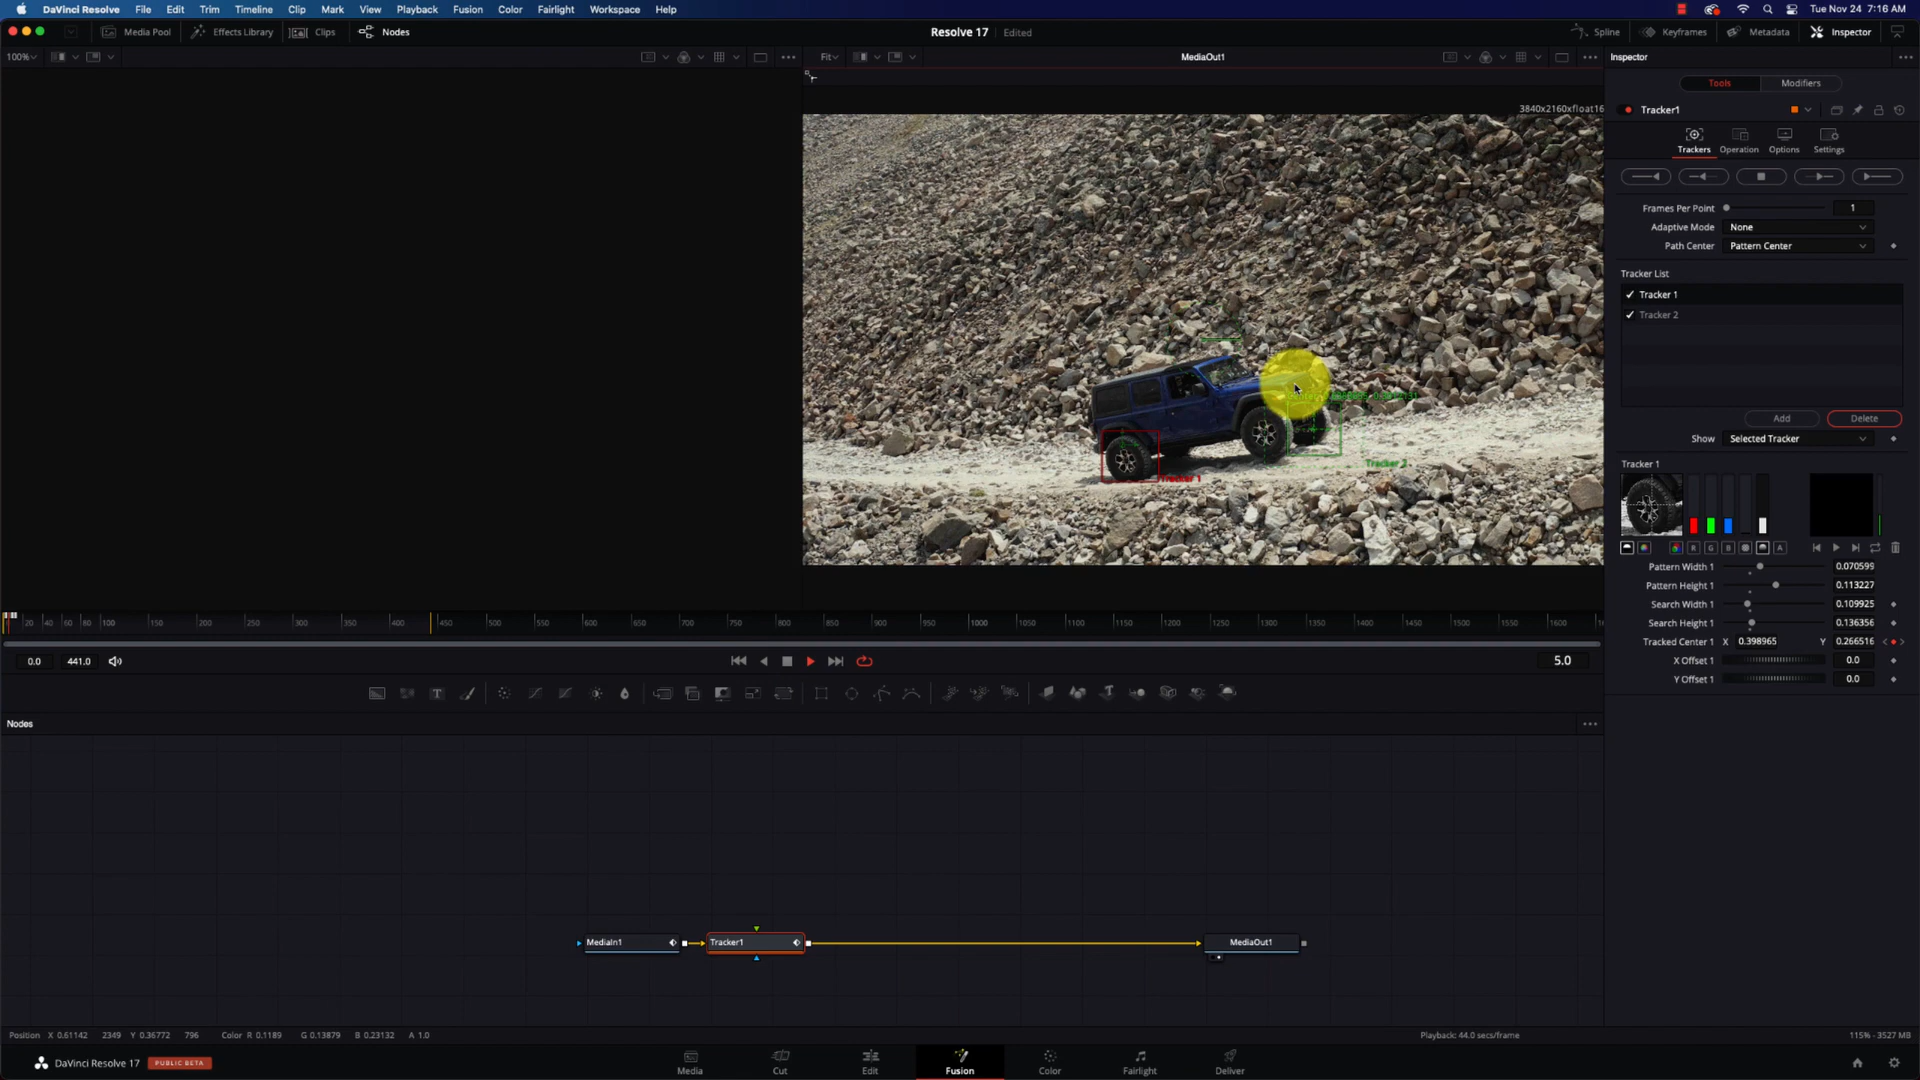 DaVinci Resolve File Edit Trim Timeline Clip Mark View Playback Fusion Color Fairlight Workspace Help Tue Nov 24 7:16 AM
Media Pool Effects Library Clips Nodes Resolve 17 Edited Spline Keyframes Metadata Inspector
100% Fit MediaOut1 Inspector
Tools Modifiers
3840x2160xfloat16 Tracker1
Trackers Operation Options Settings
Frames Per Point 1
Adaptive Mode None
Path Center Pattern Center
Tracker List
Tracker 1
Tracker 2
Add Delete
Show Selected Tracker
Tracker 2
Tracker 1
Tracker 1
R G B A
Pattern Width 1 0.070599
Pattern Height 1 0.113227
Search Width 1 0.109925
Search Height 1 0.136356
Tracked Center 1 X 0.398965 Y 0.266516
X Offset 1 0.0
Y Offset 1 0.0
20 40 60 80 100 150 200 250 300 350 400 450 500 550 600 650 700 750 800 850 900 950 1000 1050 1100 1150 1200 1250 1300 1350 1400 1450 1500 1550 1600
0.0 441.0 5.0
Nodes
MediaIn1 Tracker1 MediaOut1
Position X 0.61142 2349 Y 0.36772 796 Color R 0.1189 G 0.13879 B 0.23132 A 1.0 Playback: 44.0 secs/frame 115% - 3527 MB
DaVinci Resolve 17 PUBLIC BETA Media Cut Edit Fusion Color Fairlight Deliver